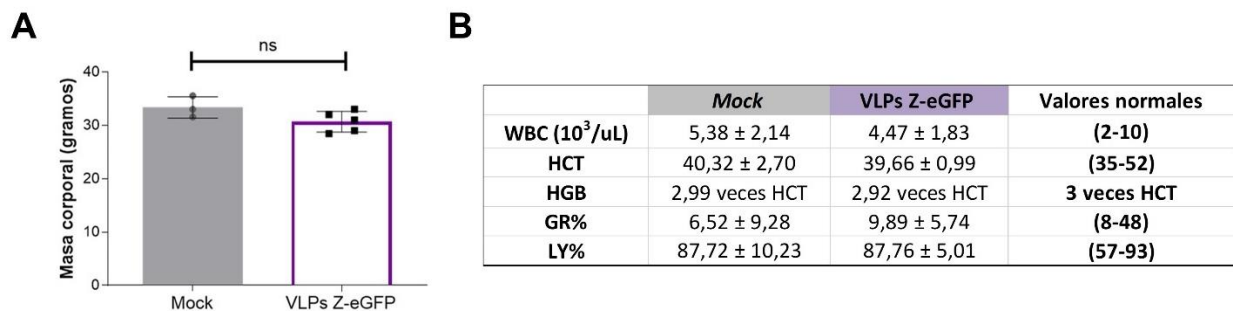 A
ns
Masa corporal (gramos)
40
30
20
10
0
Mock VLPs Z-eGFP
B
Mock VLPs Z-eGFP Valores normales
WBC (10³/uL) 5,38 ± 2,14 4,47 ± 1,83 (2-10)
HCT 40,32 ± 2,70 39,66 ± 0,99 (35-52)
HGB 2,99 veces HCT 2,92 veces HCT 3 veces HCT
GR% 6,52 ± 9,28 9,89 ± 5,74 (8-48)
LY% 87,72 ± 10,23 87,76 ± 5,01 (57-93)